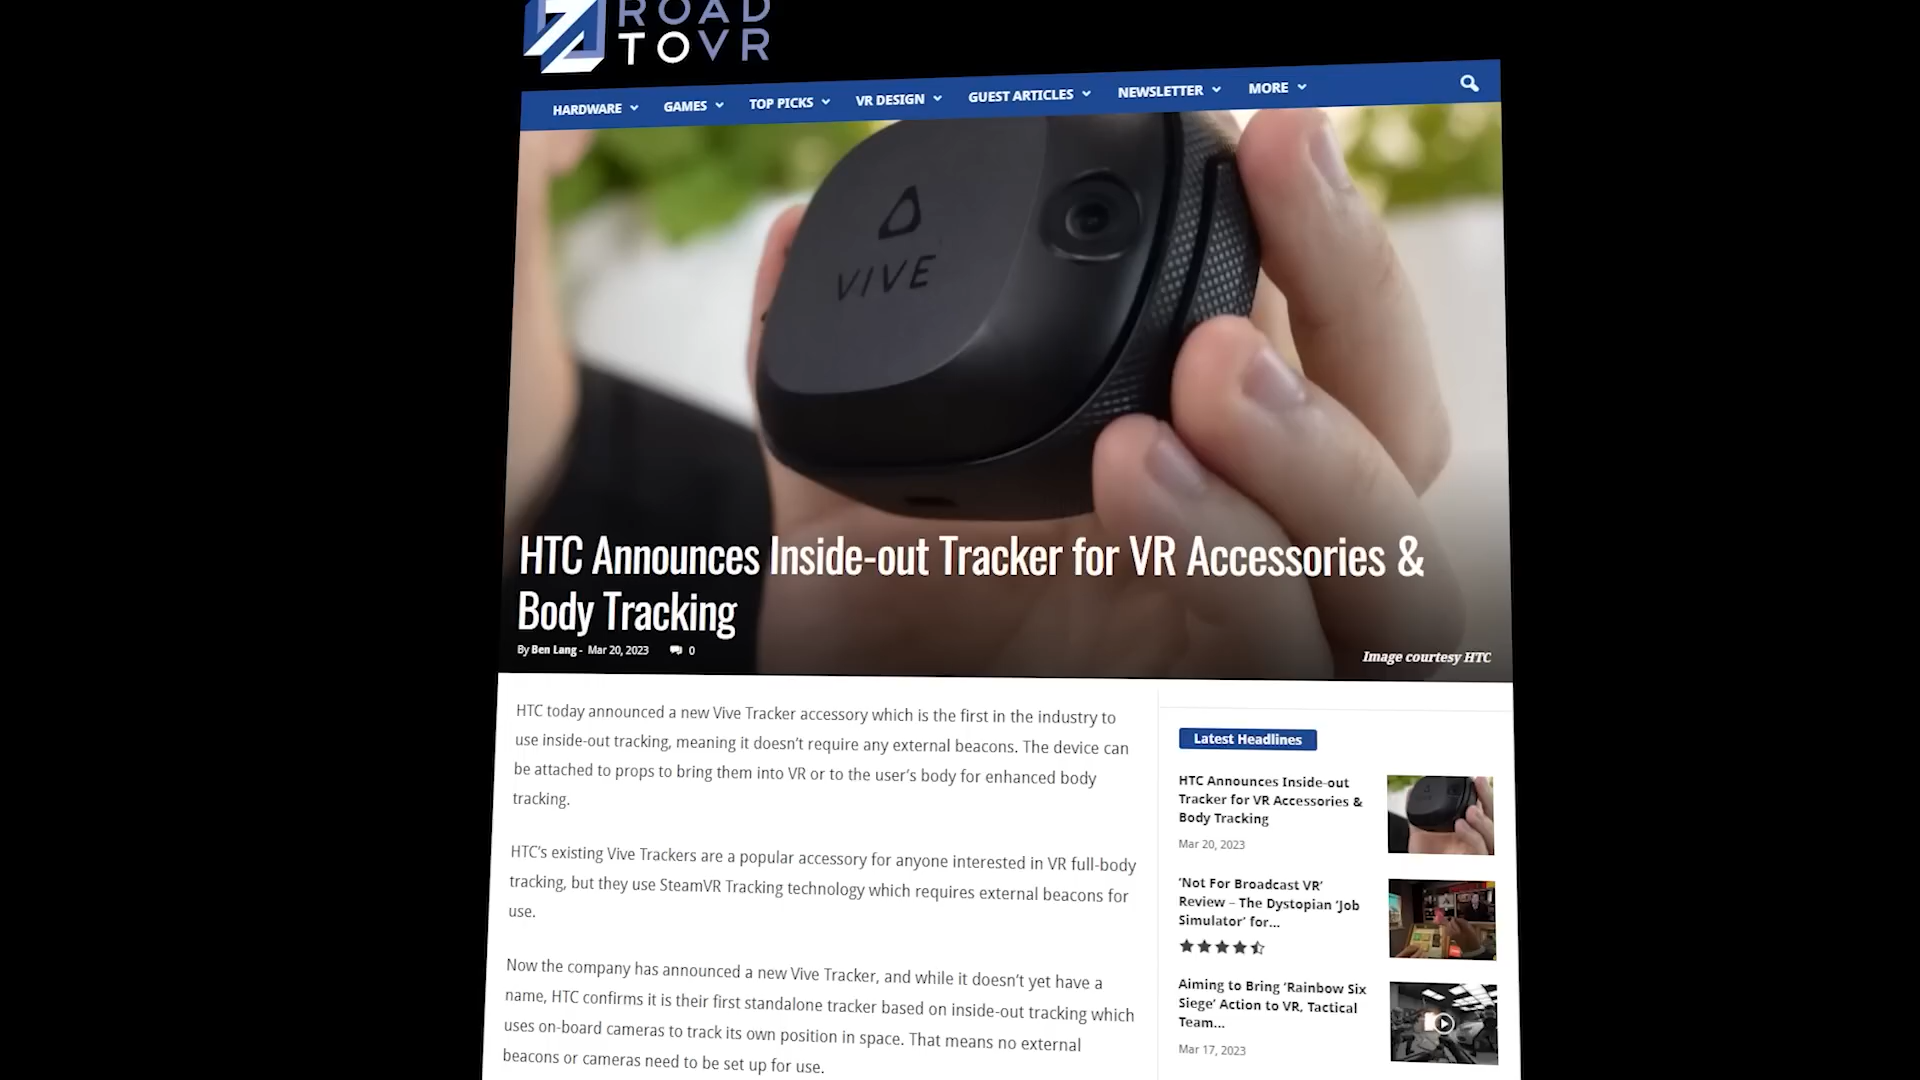 ROAD
TOVR
HARDWARE GAMES TOP PICKS VR DESIGN GUEST ARTICLES NEWSLETTER MORE
VIVE
HTC Announces Inside-out Tracker for VR Accessories &
Body Tracking
By Ben Lang - Mar 20, 2023 0
Image courtesy HTC
HTC today announced a new Vive Tracker accessory which is the first in the industry to
use inside-out tracking, meaning it doesn't require any external beacons. The device can
be attached to props to bring them into VR or to the user's body for enhanced body
tracking.
HTC's existing Vive Trackers are a popular accessory for anyone interested in VR full-body
tracking, but they use SteamVR Tracking technology which requires external beacons for
use.
Now the company has announced a new Vive Tracker, and while it doesn't yet have a
name, HTC confirms it is their first standalone tracker based on inside-out tracking which
uses on-board cameras to track its own position in space. That means no external
beacons or cameras need to be set up for use.
Latest Headlines
HTC Announces Inside-out
Tracker for VR Accessories &
Body Tracking
Mar 20, 2023
'Not For Broadcast VR'
Review – The Dystopian 'Job
Simulator' for...
Aiming to Bring 'Rainbow Six
Siege' Action to VR, Tactical
Team...
Mar 17, 2023